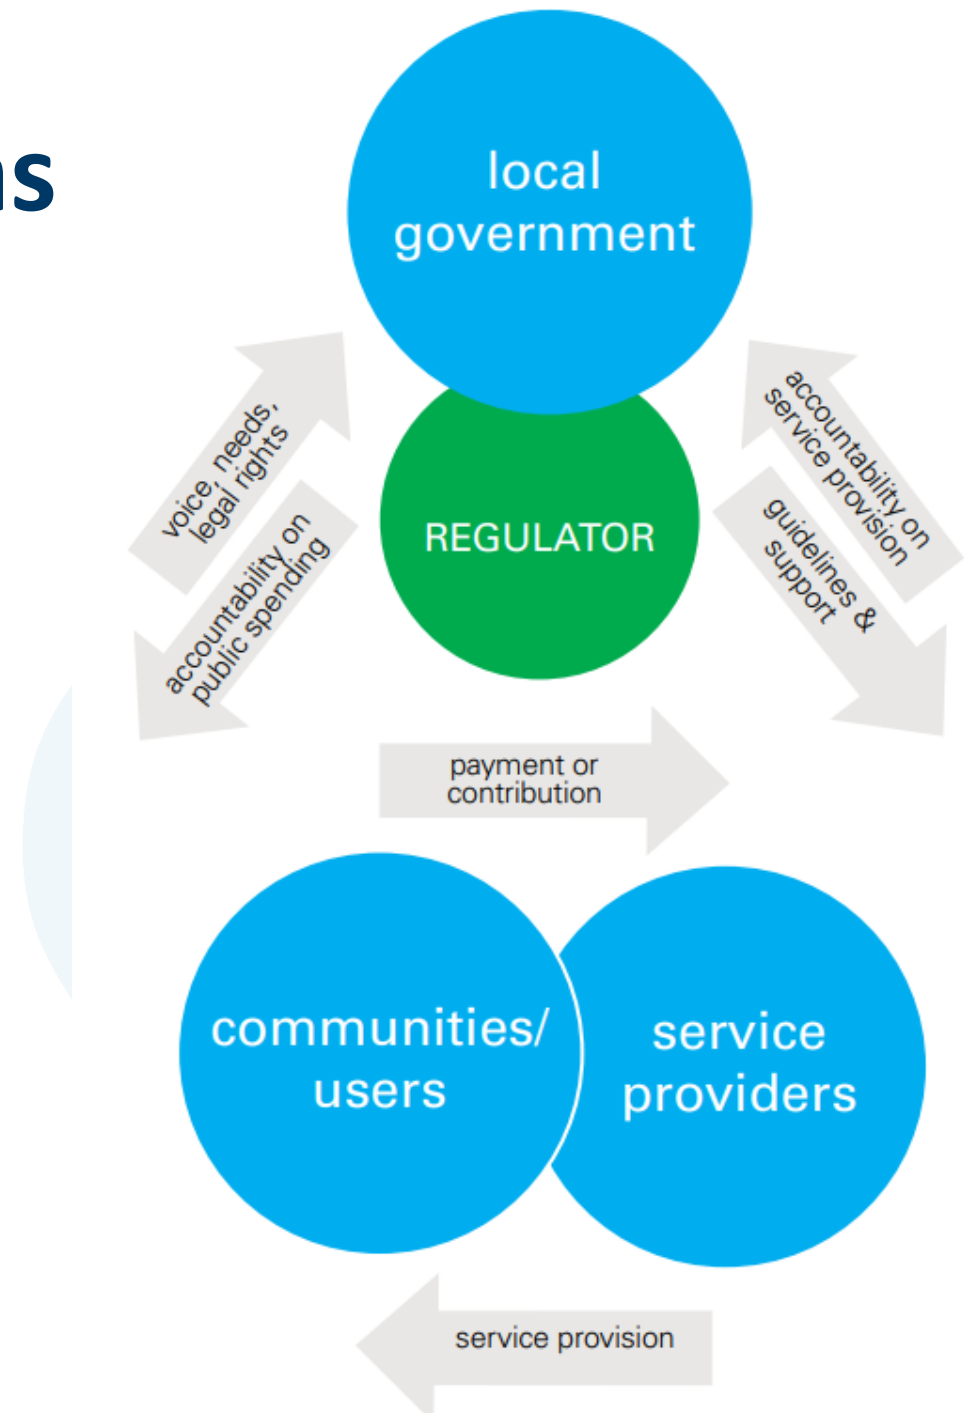 ns
local
government
voice, needs,
legal rights
accountability on
public spending
REGULATOR
accountability on
service provision
guidelines &
support
payment or
contribution
communities/
users
service
providers
service provision